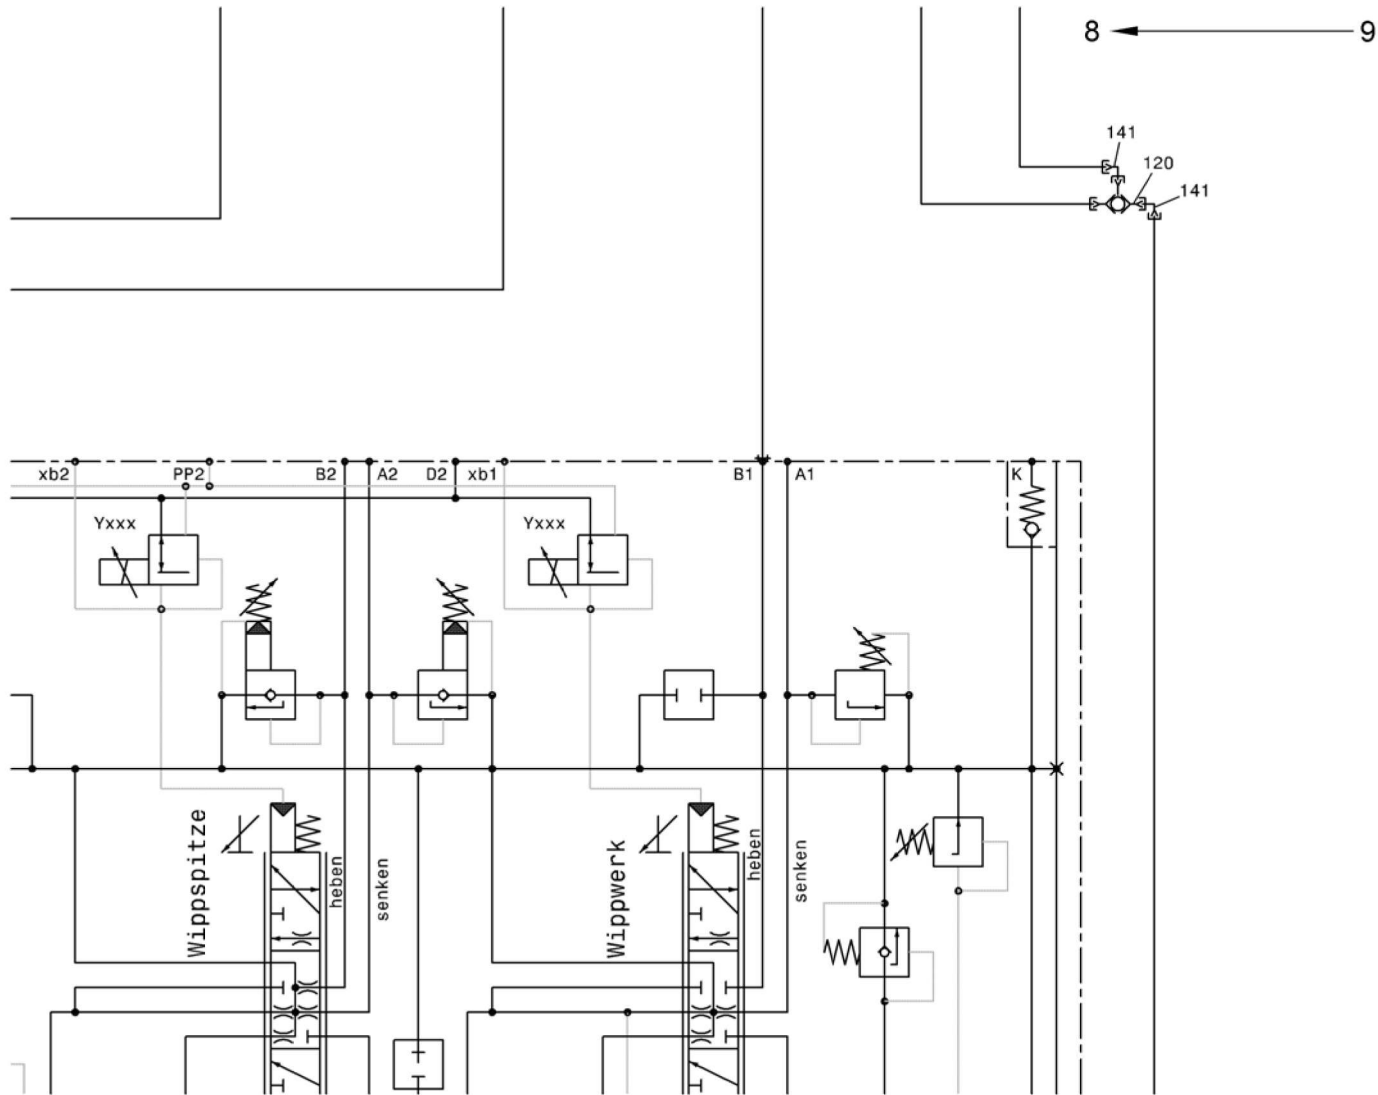 8 9
141
120
141
xb2 PP2 B2 A2 D2 xb1 B1 A1 K
Yxxx Yxxx
Wippspitze
heben
senken
Wippwerk
heben
senken